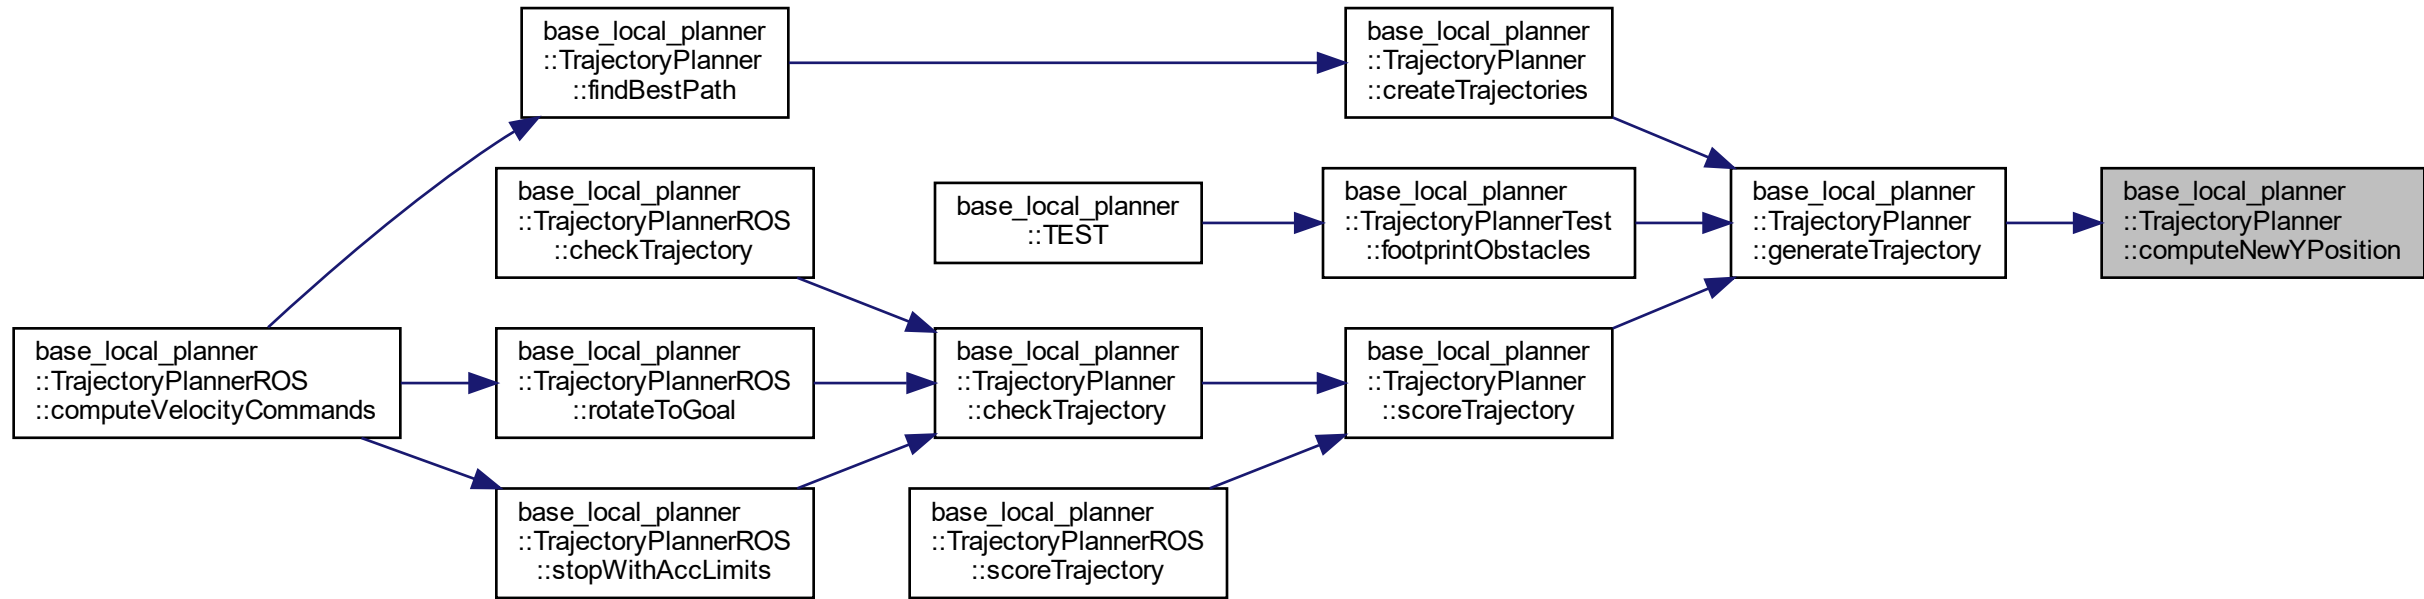 base_local_planner
::TrajectoryPlanner
::findBestPath
base_local_planner
::TrajectoryPlanner
::createTrajectories
base_local_planner
::TrajectoryPlannerROS
::checkTrajectory
base_local_planner
::TEST
base_local_planner
::TrajectoryPlannerTest
::footprintObstacles
base_local_planner
::TrajectoryPlanner
::generateTrajectory
base_local_planner
::TrajectoryPlanner
::computeNewYPosition
base_local_planner
::TrajectoryPlannerROS
::computeVelocityCommands
base_local_planner
::TrajectoryPlannerROS
::rotateToGoal
base_local_planner
::TrajectoryPlanner
::checkTrajectory
base_local_planner
::TrajectoryPlanner
::scoreTrajectory
base_local_planner
::TrajectoryPlannerROS
::stopWithAccLimits
base_local_planner
::TrajectoryPlannerROS
::scoreTrajectory